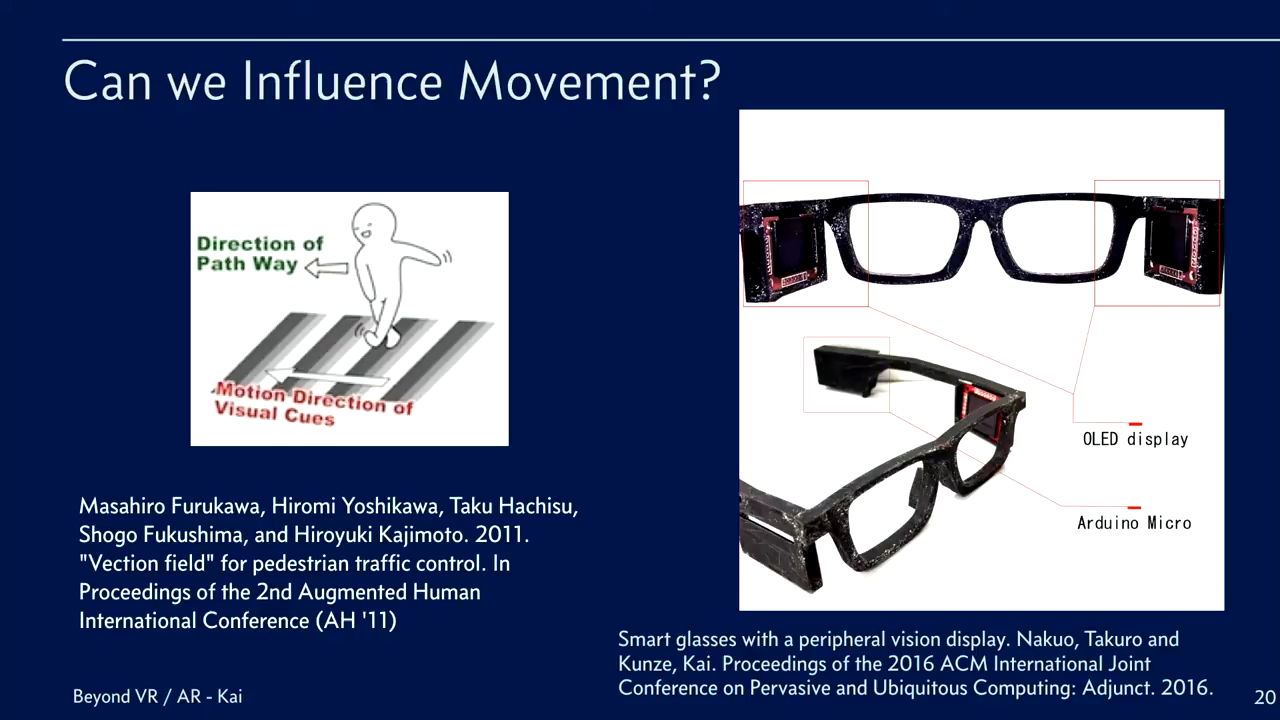 Can we Influence Movement?
Direction of
Path Way
Motion Direction of
Visual Cues
Masahiro Furukawa, Hiromi Yoshikawa, Taku Hachisu,
Shogo Fukushima, and Hiroyuki Kajimoto. 2011.
"Vection field" for pedestrian traffic control. In
Proceedings of the 2nd Augmented Human
International Conference (AH '11)
OLED display
Arduino Micro
Smart glasses with a peripheral vision display. Nakuo, Takuro and
Kunze, Kai. Proceedings of the 2016 ACM International Joint
Conference on Pervasive and Ubiquitous Computing: Adjunct. 2016.
Beyond VR / AR - Kai
20